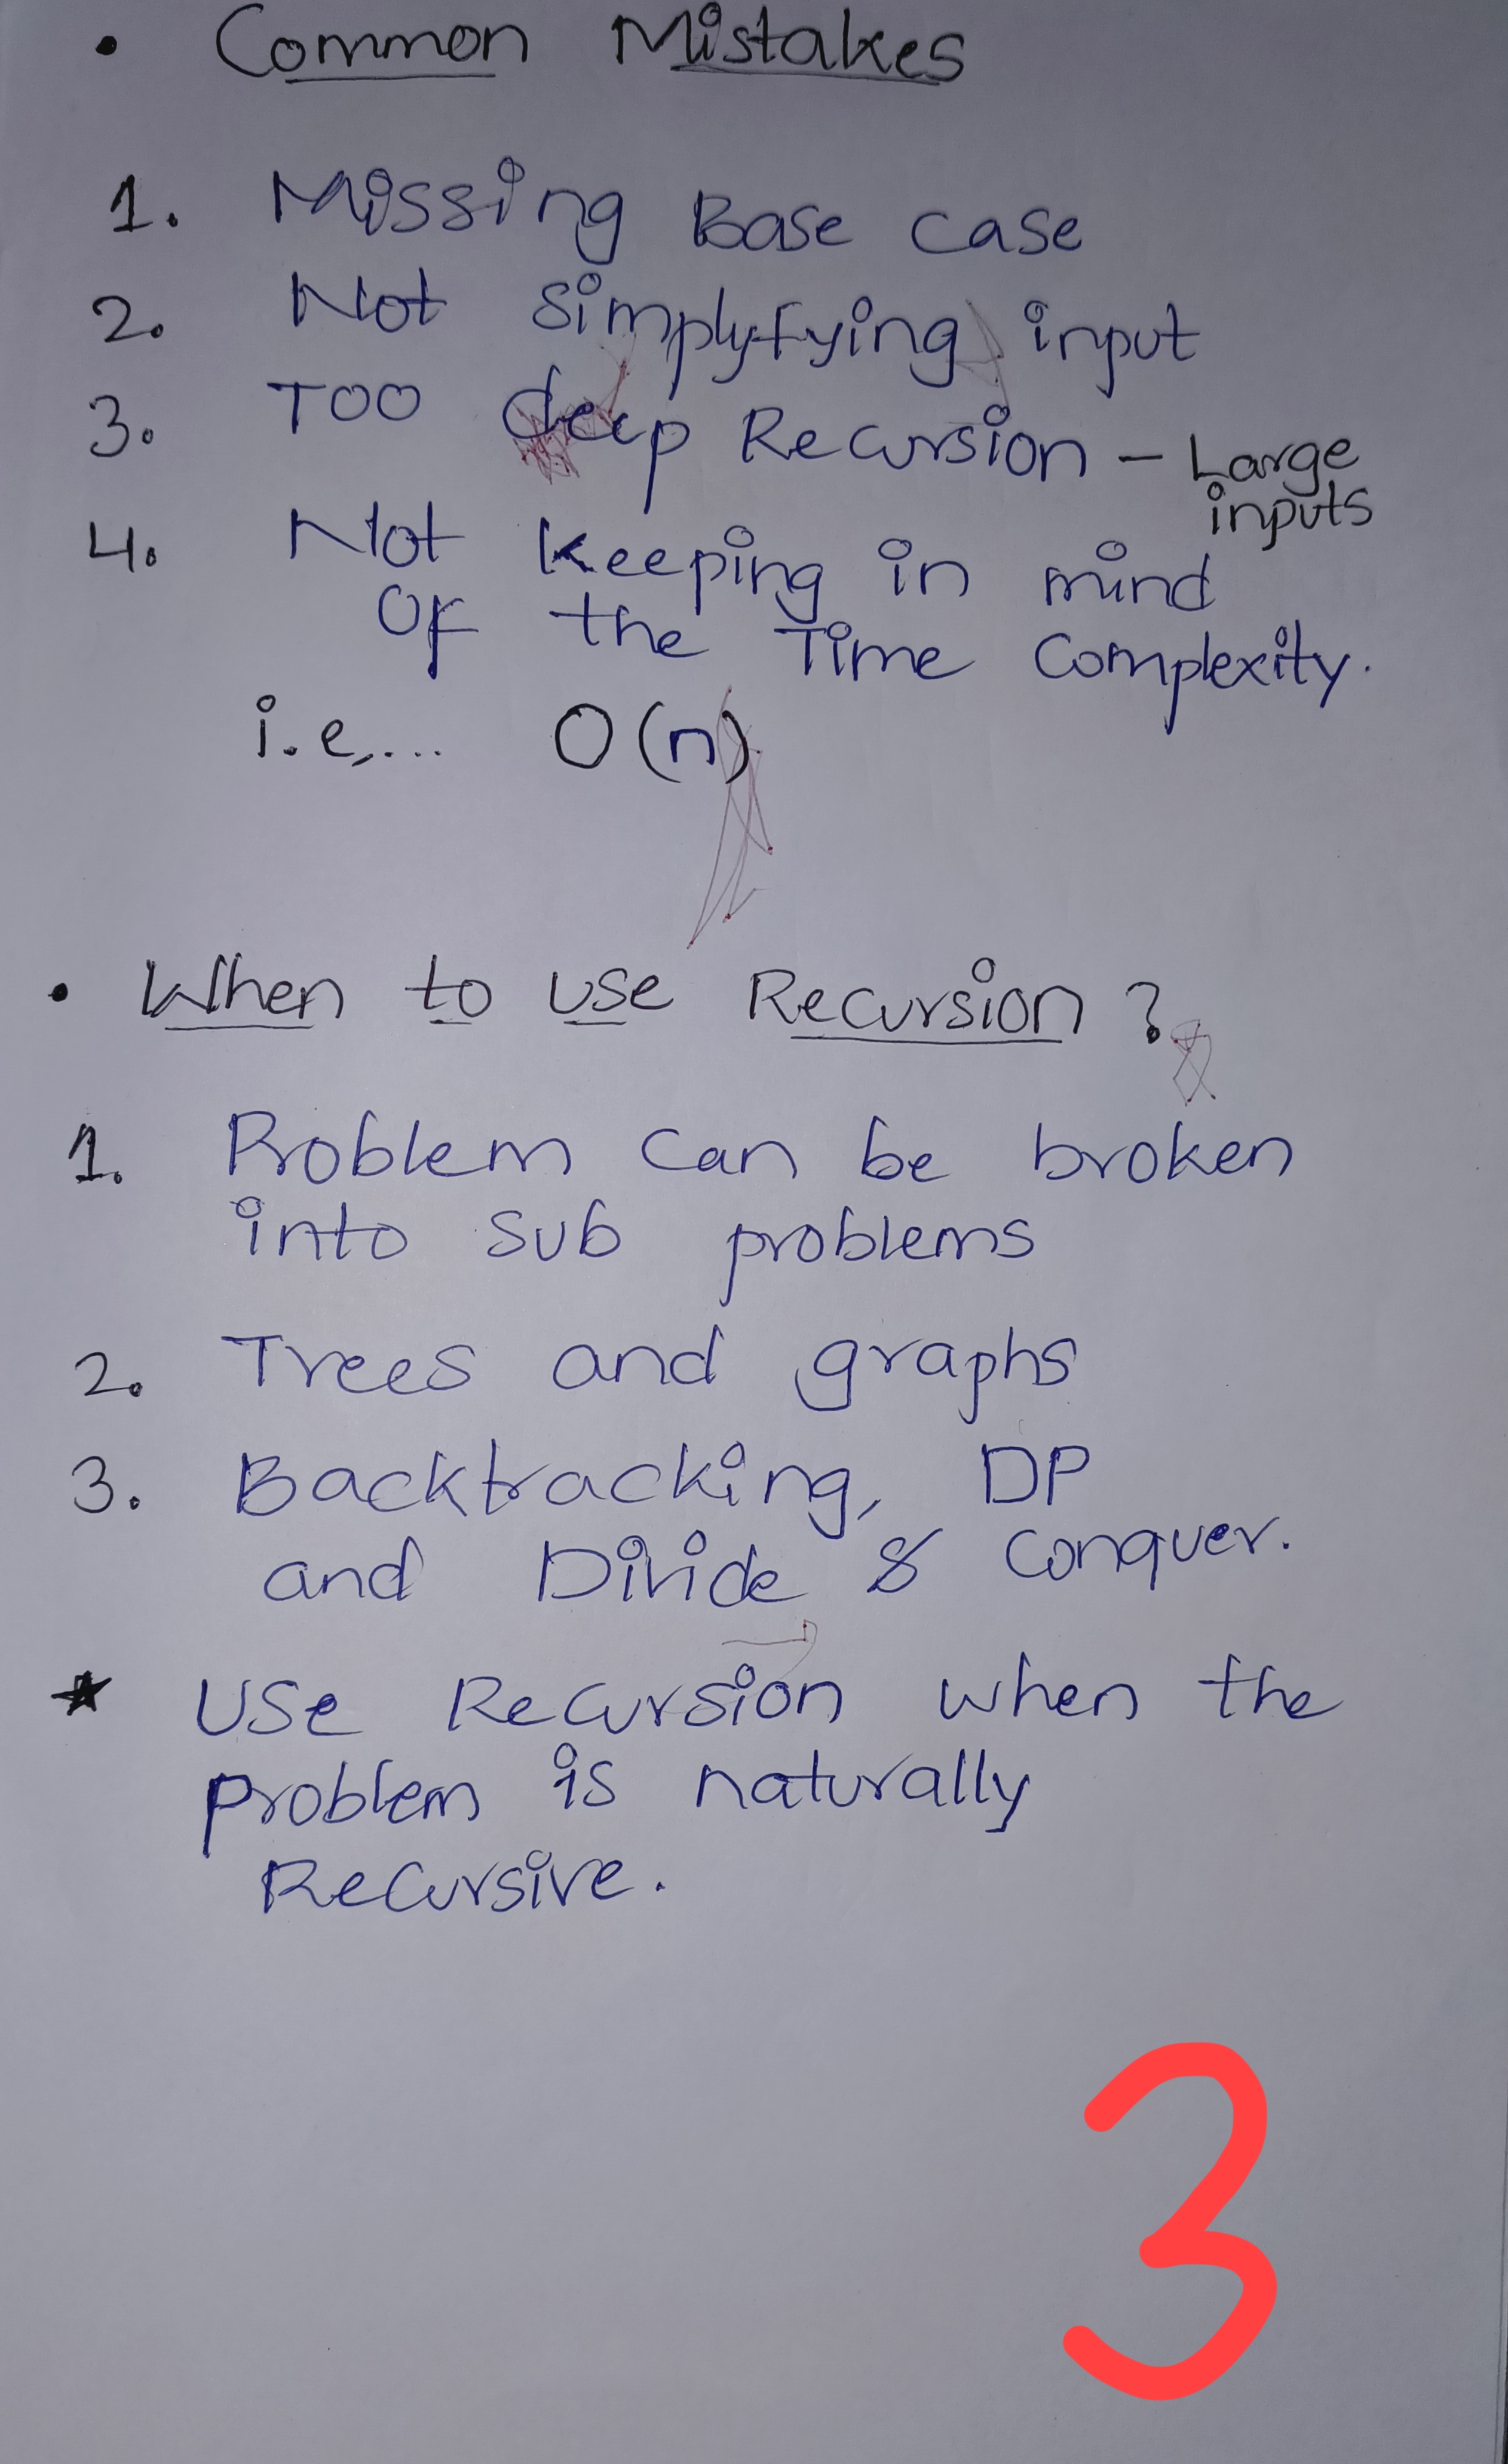 • Common Mistakes
1. Missing Base case
2. Not simplyfying input
3. Too deep Recursion - Large
inputs
4. Not keeping in mind
Of the Time Complexity.
i.e,... O(n)
• When to use Recursion ?
1. Problem can be broken
into sub problems
2. Trees and graphs
3. Backtracking, DP
and Divide & Conquer.
★ Use Recursion when the
problem is naturally
Recursive.
3